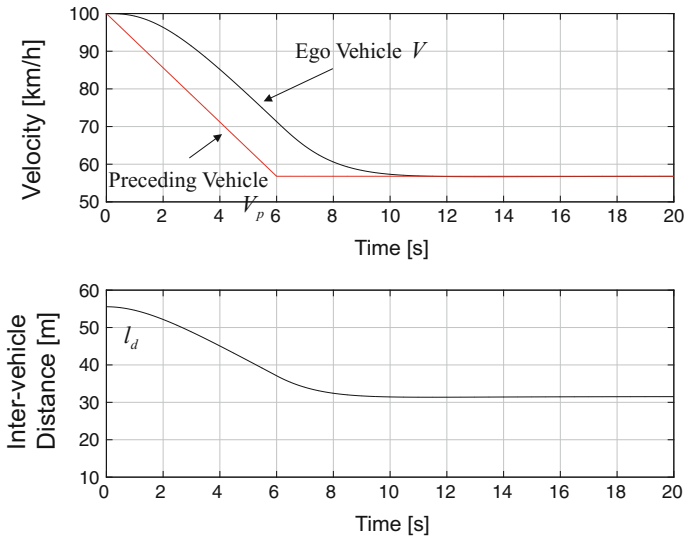 100
90
80
70
60
50
Velocity [km/h]
Ego Vehicle V
Preceding Vehicle
V_p
0 2 4 6 8 10 12 14 16 18 20
Time [s]
60
50
40
30
20
10
Inter-vehicle
Distance [m]
l_d
0 2 4 6 8 10 12 14 16 18 20
Time [s]